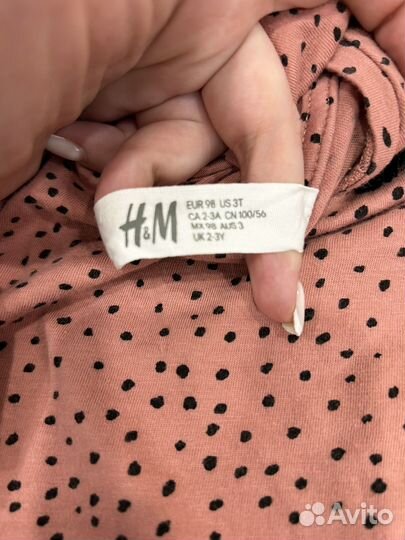 H&M
EUR 98 US 3T
CA 2-3A CN 100/56
MX 98 AUS 3
UK 2-3Y
Avito